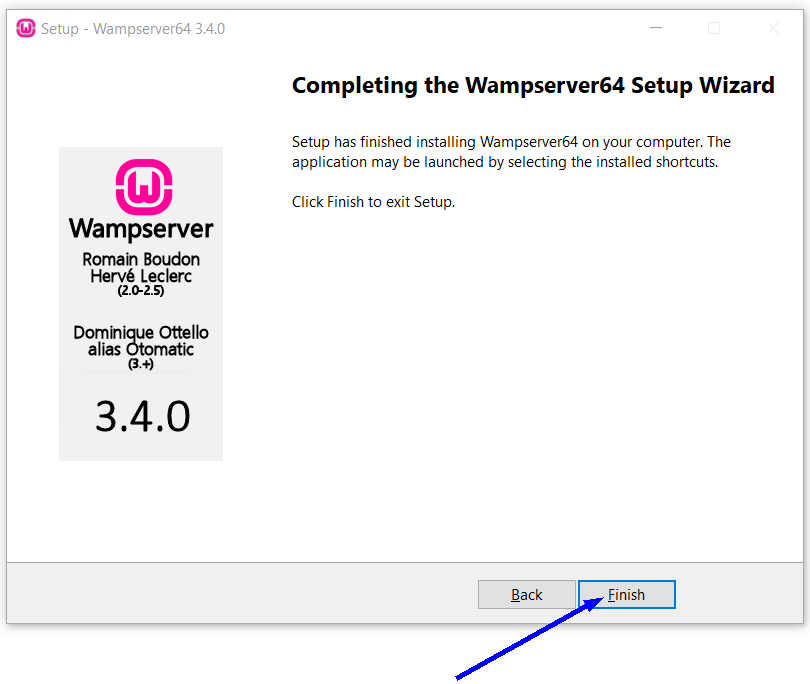 Setup - Wampserver64 3.4.0
Completing the Wampserver64 Setup Wizard
Setup has finished installing Wampserver64 on your computer. The
application may be launched by selecting the installed shortcuts.
Click Finish to exit Setup.
Wampserver
Romain Boudon
Hervé Leclerc
(2.0-2.5)
Dominique Ottello
alias Otomatic
(3.+)
3.4.0
Back
Finish